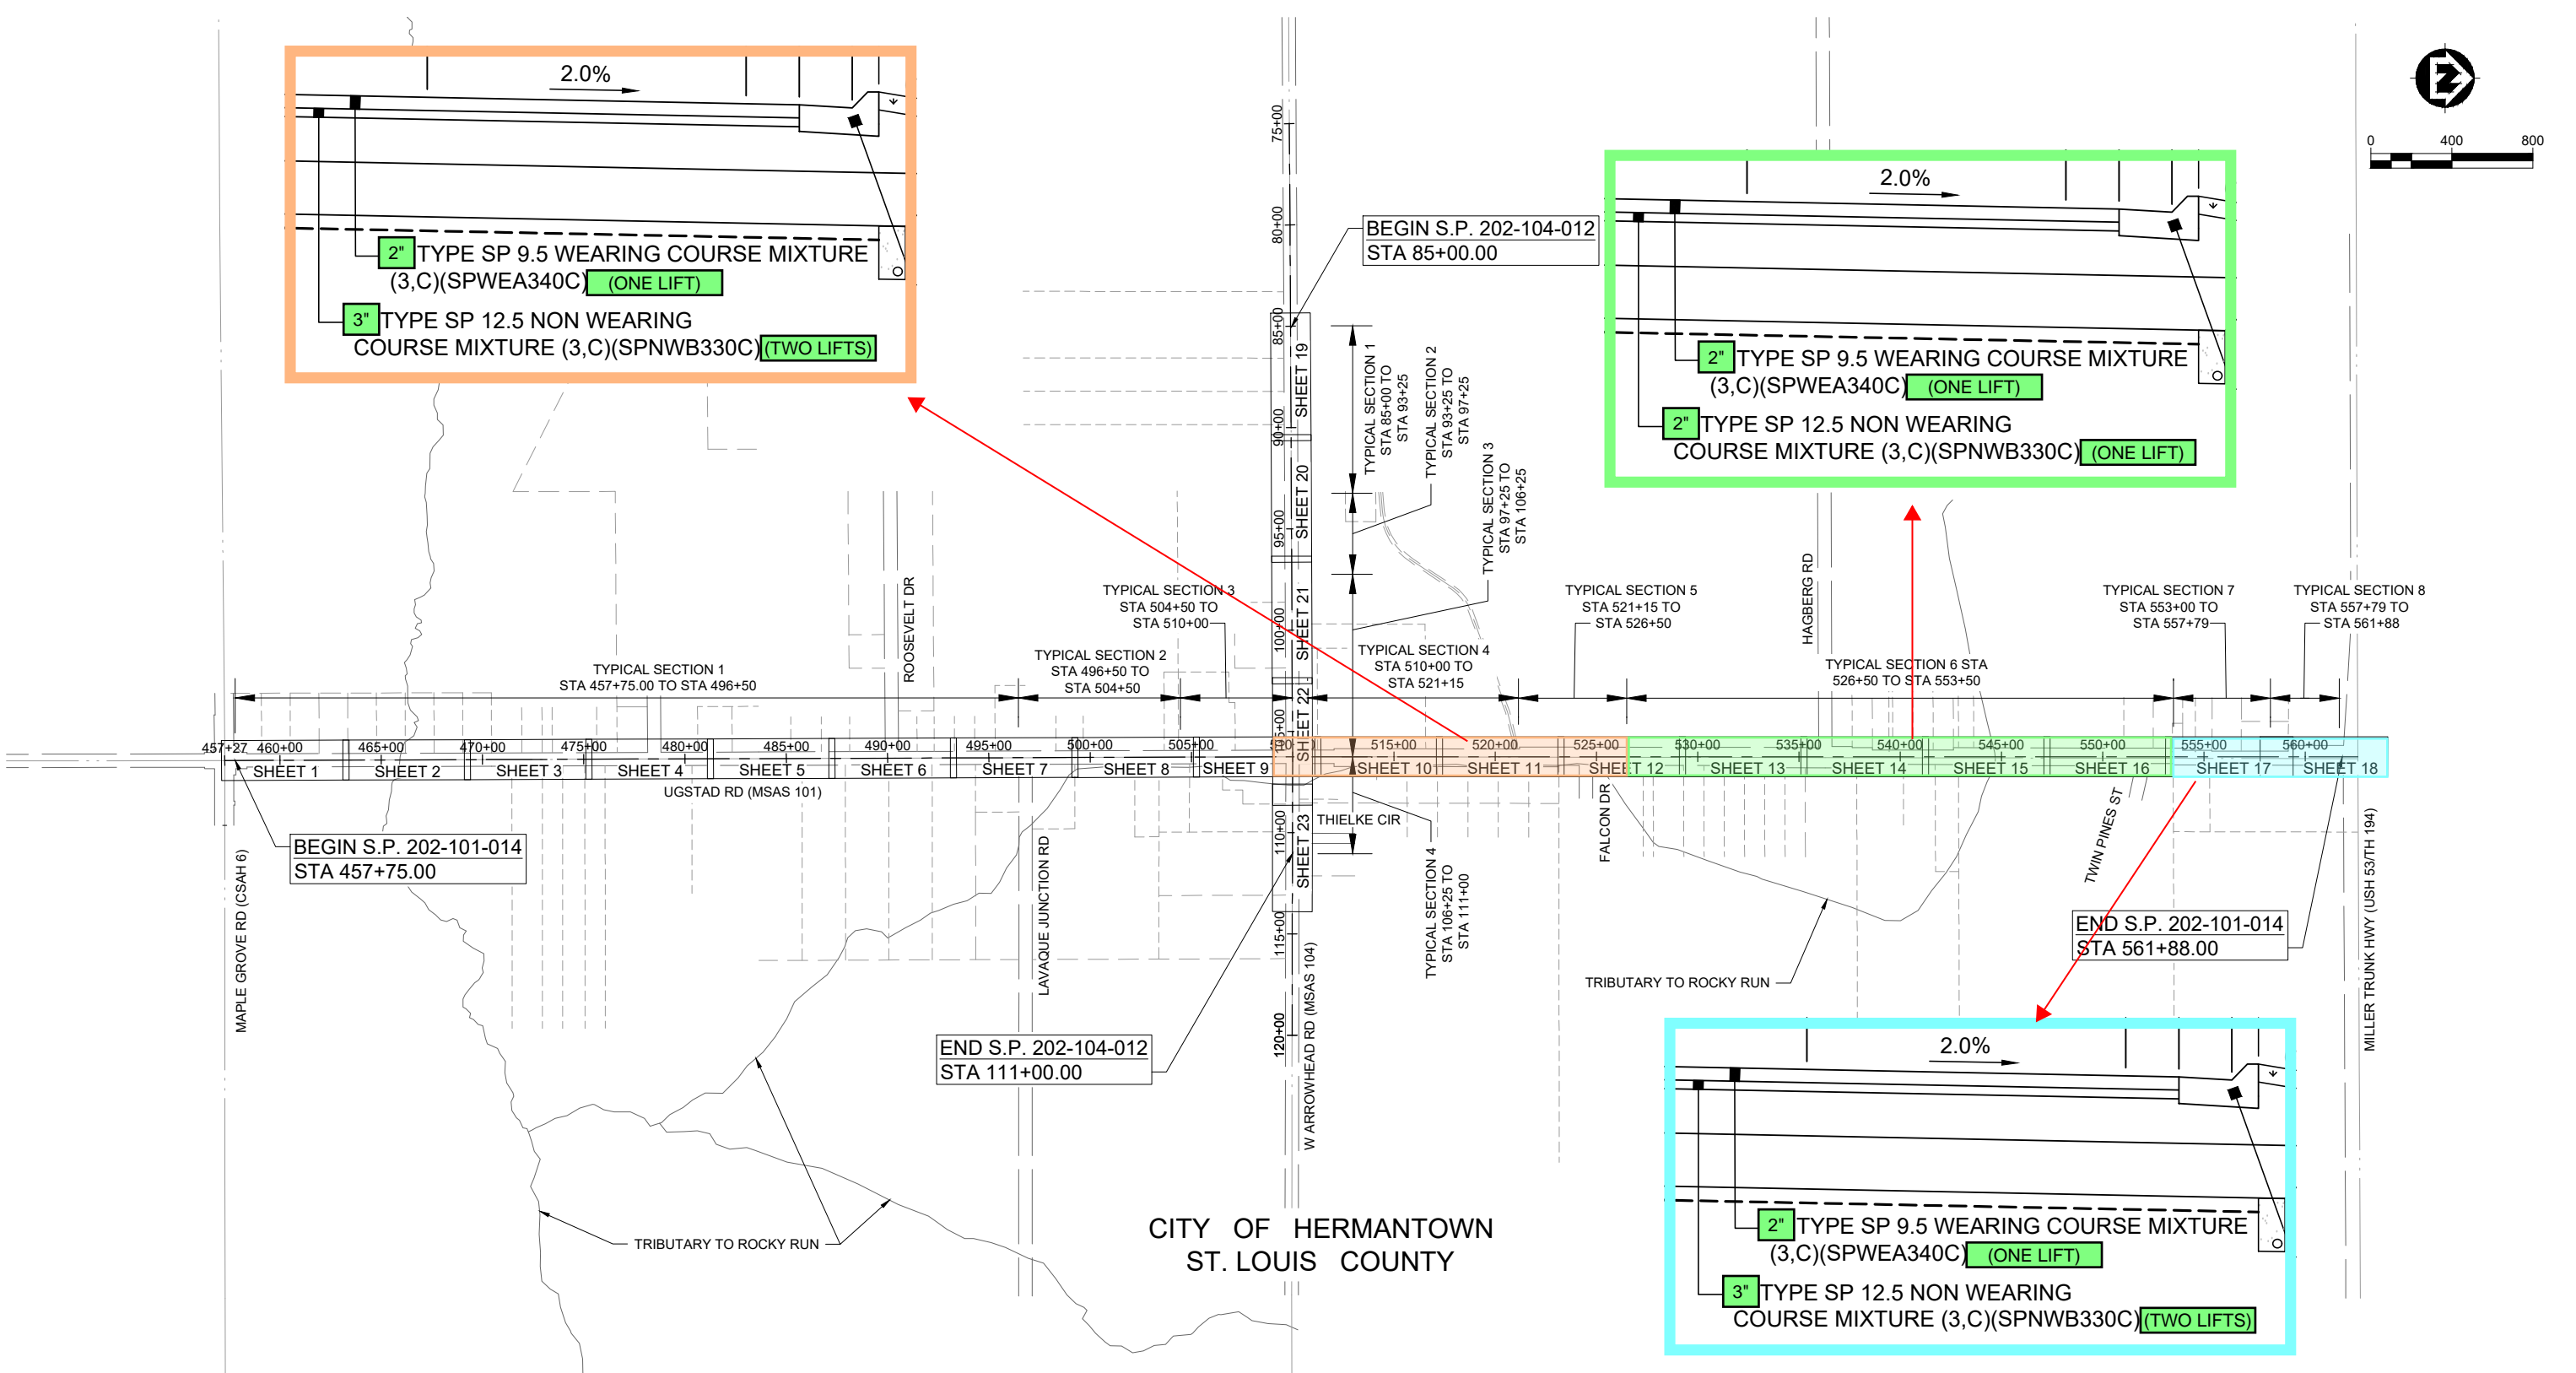 2.0%
2" TYPE SP 9.5 WEARING COURSE MIXTURE
(3,C)(SPWEA340C) (ONE LIFT)
3" TYPE SP 12.5 NON WEARING
COURSE MIXTURE (3,C)(SPNWB330C) (TWO LIFTS)
2.0%
2" TYPE SP 9.5 WEARING COURSE MIXTURE
(3,C)(SPWEA340C) (ONE LIFT)
2" TYPE SP 12.5 NON WEARING
COURSE MIXTURE (3,C)(SPNWB330C) (ONE LIFT)
Z
0 400 800
BEGIN S.P. 202-104-012
STA 85+00.00
75+00
80+00
85+00
90+00
95+00
100+00
SHEET 19
SHEET 20
SHEET 21
SHEET 22
SHEET 23
TYPICAL SECTION 1
STA 85+00 TO
STA 93+25
TYPICAL SECTION 2
STA 93+25 TO
STA 97+25
TYPICAL SECTION 3
STA 97+25 TO
STA 106+25
ROOSEVELT DR
HAGBERG RD
TYPICAL SECTION 1
STA 457+75.00 TO STA 496+50
TYPICAL SECTION 2
STA 496+50 TO
STA 504+50
TYPICAL SECTION 3
STA 504+50 TO
STA 510+00
TYPICAL SECTION 4
STA 510+00 TO
STA 521+15
TYPICAL SECTION 5
STA 521+15 TO
STA 526+50
TYPICAL SECTION 6 STA
526+50 TO STA 553+50
TYPICAL SECTION 7
STA 553+00 TO
STA 557+79
TYPICAL SECTION 8
STA 557+79 TO
STA 561+88
457+27 460+00 465+00 470+00 475+00 480+00 485+00 490+00 495+00 500+00 505+00 515+00 520+00 525+00 530+00 535+00 540+00 545+00 550+00 555+00 560+00
SHEET 1 SHEET 2 SHEET 3 SHEET 4 SHEET 5 SHEET 6 SHEET 7 SHEET 8 SHEET 9 SHEET 10 SHEET 11 SHEET 12 SHEET 13 SHEET 14 SHEET 15 SHEET 16 SHEET 17 SHEET 18
UGSTAD RD (MSAS 101)
BEGIN S.P. 202-101-014
STA 457+75.00
MAPLE GROVE RD (CSAH 6)
LAVAQUE JUNCTION RD
110+00
115+00
120+00
THIELKE CIR
TYPICAL SECTION 4
STA 106+25 TO
STA 111+00
FALCON DR
TWIN PINES ST
W ARROWHEAD RD (MSAS 104)
MILLER TRUNK HWY (USH 53/TH 194)
END S.P. 202-101-014
STA 561+88.00
TRIBUTARY TO ROCKY RUN
END S.P. 202-104-012
STA 111+00.00
TRIBUTARY TO ROCKY RUN
CITY OF HERMANTOWN
ST. LOUIS COUNTY
2.0%
2" TYPE SP 9.5 WEARING COURSE MIXTURE
(3,C)(SPWEA340C) (ONE LIFT)
3" TYPE SP 12.5 NON WEARING
COURSE MIXTURE (3,C)(SPNWB330C) (TWO LIFTS)